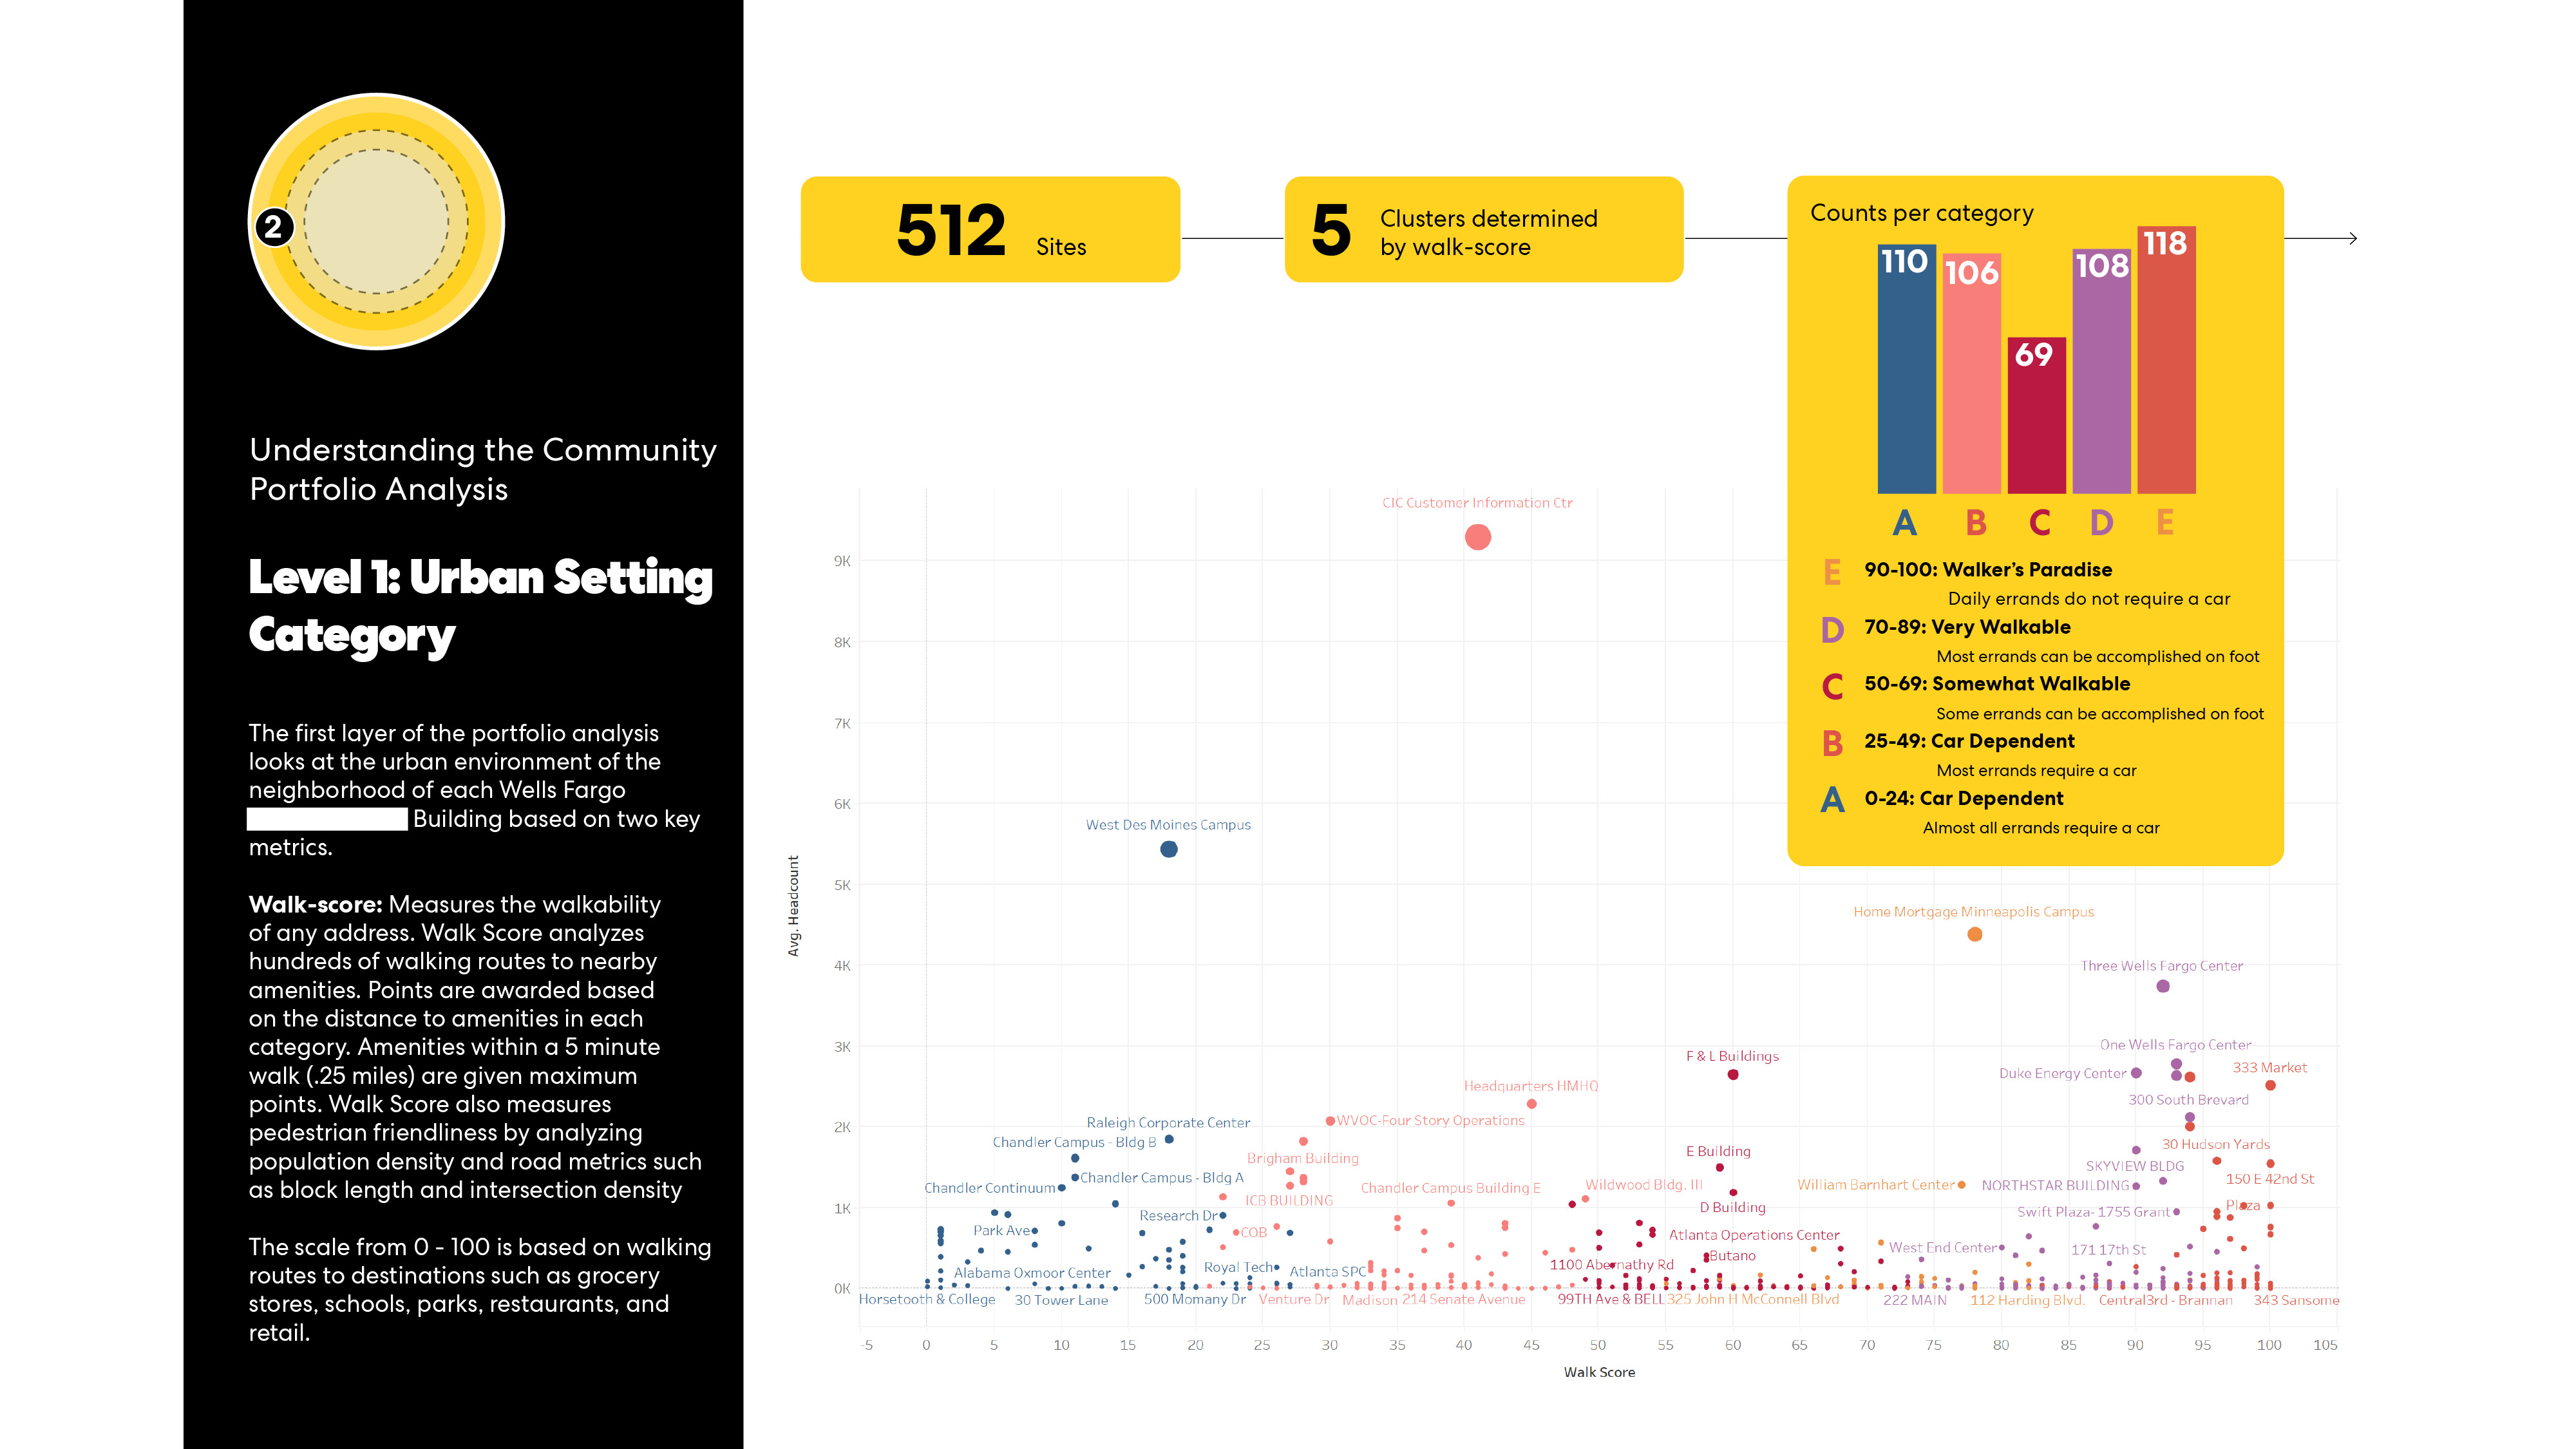 2
Understanding the Community
Portfolio Analysis
Level 1: Urban Setting
Category
The first layer of the portfolio analysis
looks at the urban environment of the
neighborhood of each Wells Fargo
Building based on two key
metrics.
Walk-score: Measures the walkability
of any address. Walk Score analyzes
hundreds of walking routes to nearby
amenities. Points are awarded based
on the distance to amenities in each
category. Amenities within a 5 minute
walk (.25 miles) are given maximum
points. Walk Score also measures
pedestrian friendliness by analyzing
population density and road metrics such
as block length and intersection density
The scale from 0 - 100 is based on walking
routes to destinations such as grocery
stores, schools, parks, restaurants, and
retail.
512 Sites
5 Clusters determined
by walk-score
Counts per category
110 106 69 108 118
A B C D E
E 90-100: Walker's Paradise
Daily errands do not require a car
D 70-89: Very Walkable
Most errands can be accomplished on foot
C 50-69: Somewhat Walkable
Some errands can be accomplished on foot
B 25-49: Car Dependent
Most errands require a car
A 0-24: Car Dependent
Almost all errands require a car
Avg. Headcount
9K
8K
7K
6K
5K
4K
3K
2K
1K
0K
CIC Customer Information Ctr
West Des Moines Campus
Home Mortgage Minneapolis Campus
Three Wells Fargo Center
One Wells Fargo Center
F & L Buildings
333 Market
Duke Energy Center
Headquarters HMHQ
300 South Brevard
Raleigh Corporate Center
WVOC-Four Story Operations
Chandler Campus - Bldg B
30 Hudson Yards
E Building
Brigham Building
SKYVIEW BLDG
Chandler Campus - Bldg A
150 E 42nd St
Chandler Continuum
Chandler Campus Building E
Wildwood Bldg. III
William Barnhart Center
NORTHSTAR BUILDING
ICB BUILDING
D Building
Plaza
Research Dr
Swift Plaza- 1755 Grant
Park Ave
COB
Atlanta Operations Center
West End Center
171 17th St
Butano
Royal Tech
1100 Abernathy Rd
Alabama Oxmoor Center
Atlanta SPC
Horsetooth & College
30 Tower Lane
500 Momany Dr
Venture Dr
Madison
214 Senate Avenue
99TH Ave & BELL
325 John H McConnell Blvd
222 MAIN
112 Harding Blvd.
Central3rd - Brannan
343 Sansome
-5 0 5 10 15 20 25 30 35 40 45 50 55 60 65 70 75 80 85 90 95 100 105
Walk Score